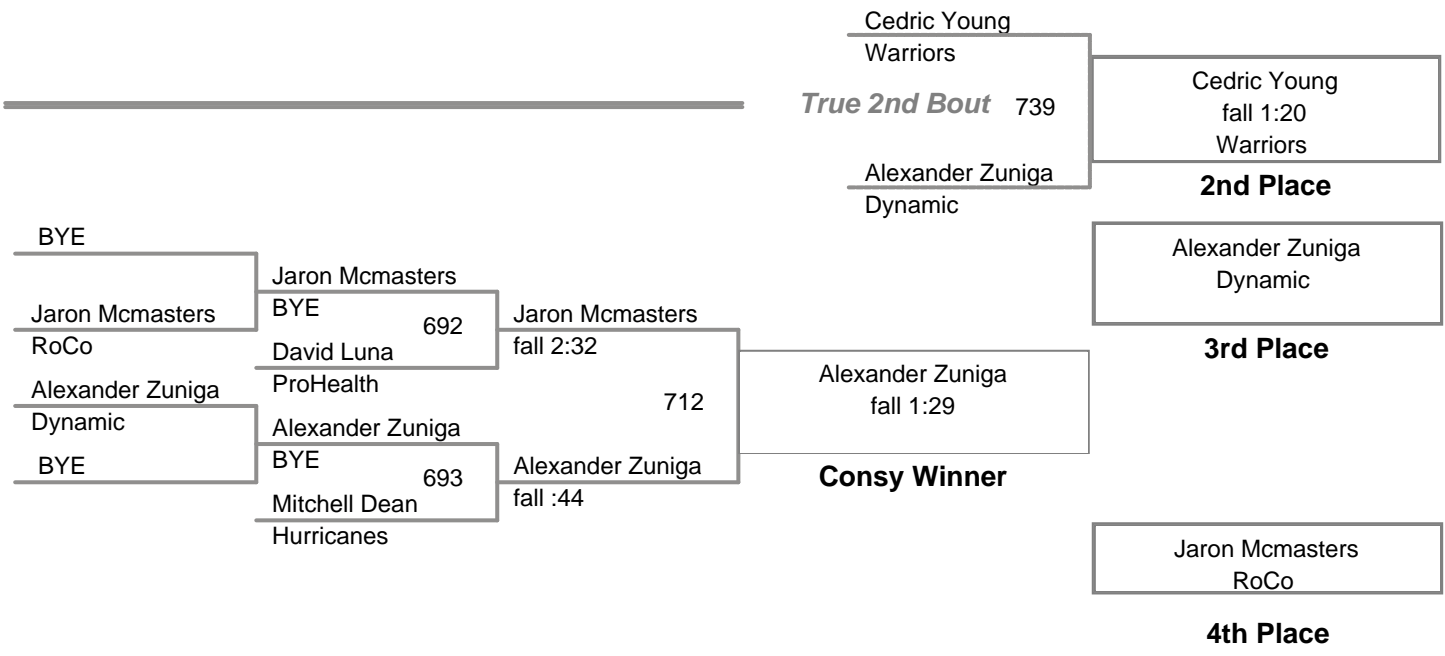 Cedric Young
Warriors
True 2nd Bout 739
Alexander Zuniga
Dynamic
Cedric Young
fall 1:20
Warriors
2nd Place
Alexander Zuniga
Dynamic
3rd Place
BYE
Jaron Mcmasters
RoCo
Alexander Zuniga
Dynamic
BYE
Jaron Mcmasters
BYE
692
David Luna
ProHealth
Alexander Zuniga
BYE
693
Mitchell Dean
Hurricanes
Jaron Mcmasters
fall 2:32
712
Alexander Zuniga
fall :44
Alexander Zuniga
fall 1:29
Consy Winner
Jaron Mcmasters
RoCo
4th Place